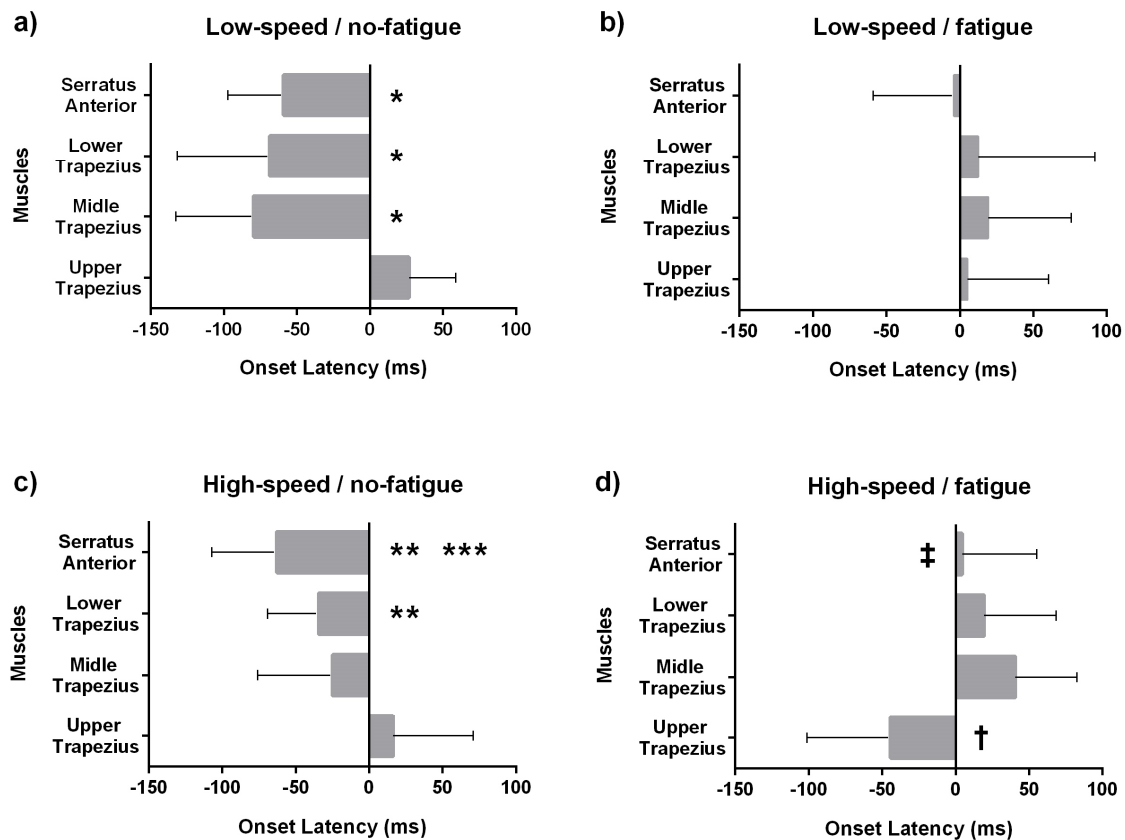 a)
Low-speed / no-fatigue
Muscles
Serratus
Anterior
*
Lower
Trapezius
*
Midle
Trapezius
*
Upper
Trapezius
-150 -100 -50 0 50 100
Onset Latency (ms)
b)
Low-speed / fatigue
Muscles
Serratus
Anterior
Lower
Trapezius
Midle
Trapezius
Upper
Trapezius
-150 -100 -50 0 50 100
Onset Latency (ms)
c)
High-speed / no-fatigue
Muscles
Serratus
Anterior
** ***
Lower
Trapezius
**
Midle
Trapezius
Upper
Trapezius
-150 -100 -50 0 50 100
Onset Latency (ms)
d)
High-speed / fatigue
Muscles
Serratus
Anterior
‡
Lower
Trapezius
Midle
Trapezius
Upper
Trapezius
†
-150 -100 -50 0 50 100
Onset Latency (ms)